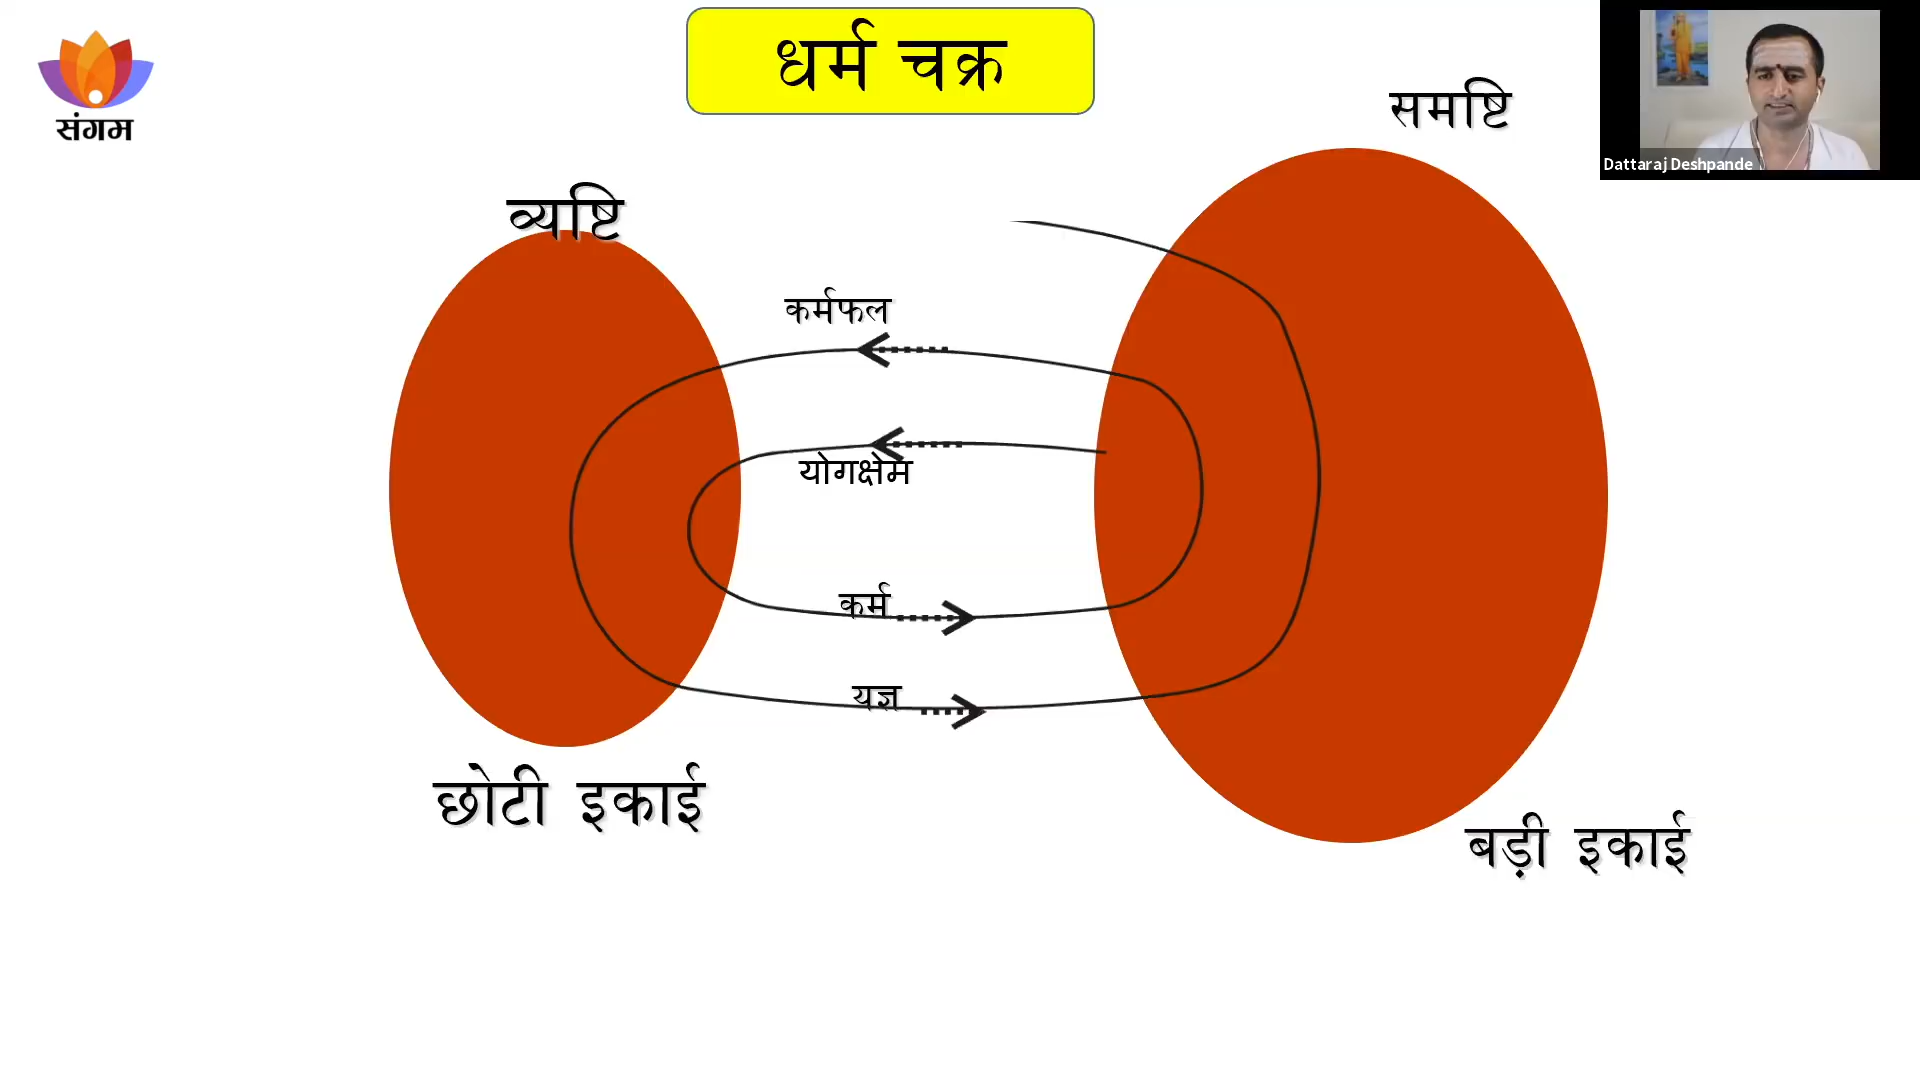 धर्म चक्र
संगम
समष्टि
Dattaraj Deshpande
व्यष्टि
कर्मफल
योगक्षेम
कर्म
यज्ञ
छोटी इकाई
बड़ी इकाई